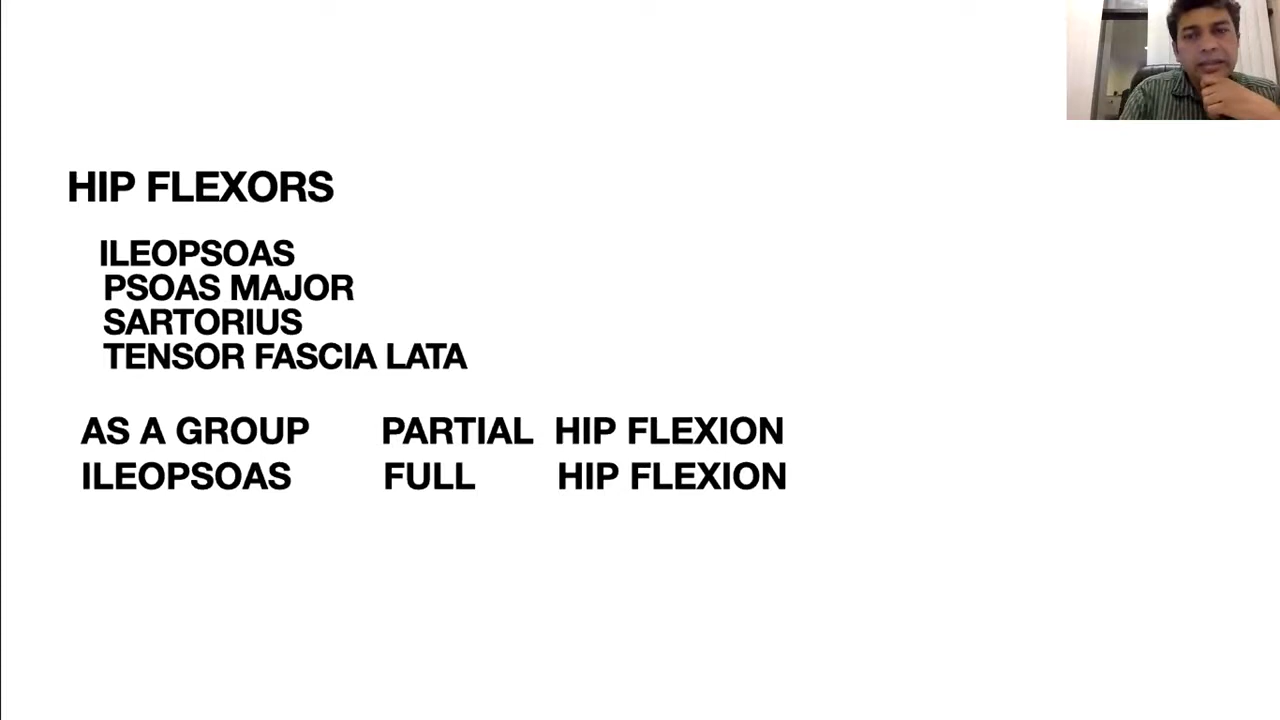 HIP FLEXORS
ILEOPSOAS
PSOAS MAJOR
SARTORIUS
TENSOR FASCIA LATA
AS A GROUP PARTIAL HIP FLEXION
ILEOPSOAS FULL HIP FLEXION